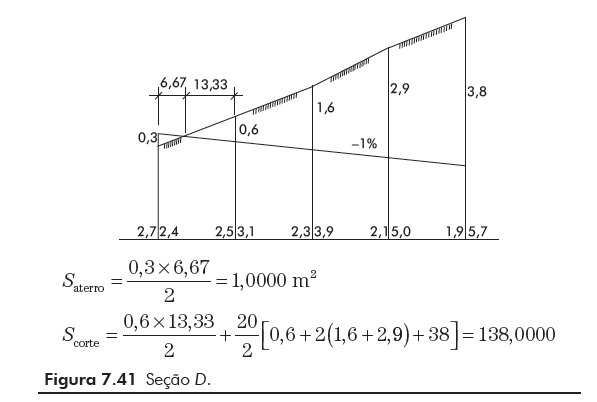 6,67 13,33
0,3
0,6
1,6
2,9
3,8
–1%
2,7 2,4 2,5 3,1 2,3 3,9 2,1 5,0 1,9 5,7
S_aterro = (0,3×6,67)/2 = 1,0000 m²
S_corte = (0,6×13,33)/2 + 20/2 [0,6+2(1,6+2,9)+38] = 138,0000
Figura 7.41 Seção D.